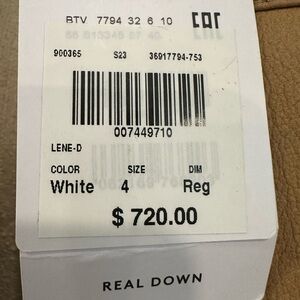 BTV 7794 32 6 10 EAC
900365 S23 36917794-753
007449710
LENE-D
COLOR SIZE DIM
White 4 Reg
$ 720.00
REAL DOWN